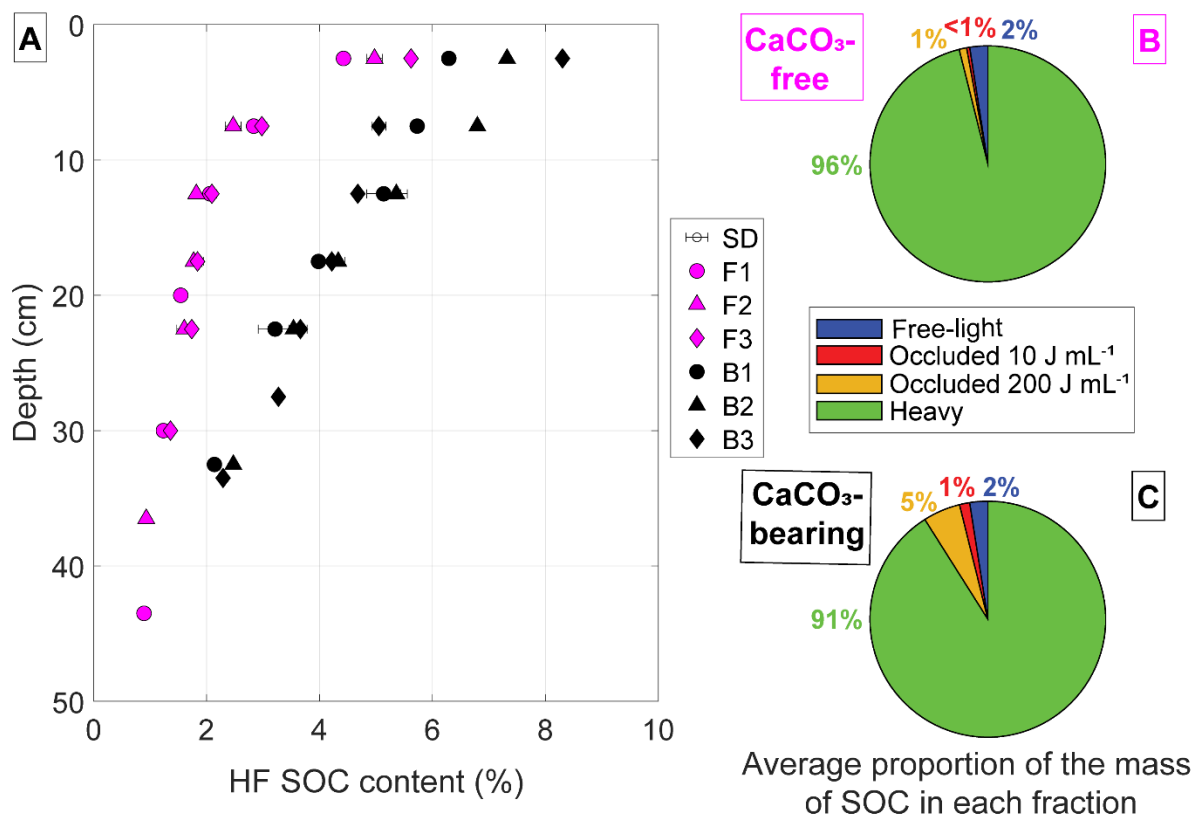 A
0
10
20
30
40
50
Depth (cm)
0 2 4 6 8 10
HF SOC content (%)
SD
F1
F2
F3
B1
B2
B3
CaCO₃-
free
B
1% <1% 2%
96%
Free-light
Occluded 10 J mL⁻¹
Occluded 200 J mL⁻¹
Heavy
CaCO₃-
bearing
C
5% 1% 2%
91%
Average proportion of the mass
of SOC in each fraction